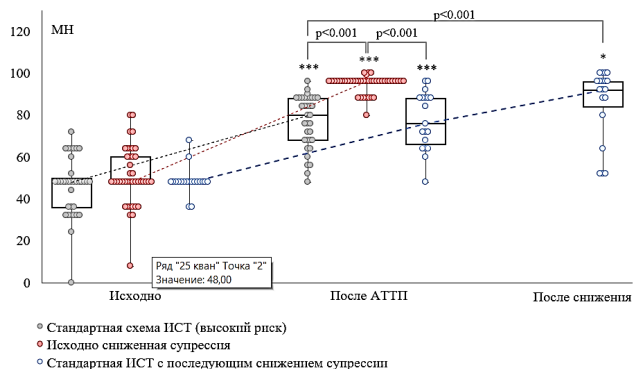 120
МН
p<0.001
p<0.001
p<0.001
100
***
***
***
*
80
60
40
20
0
Ряд "25 кван" Точка "2"
Значение: 48,00
Исходно
После АТТП
После снижения
Стандартная схема ИСТ (высокий риск)
Исходно сниженная супрессия
Стандартная ИСТ с последующим снижением супрессии